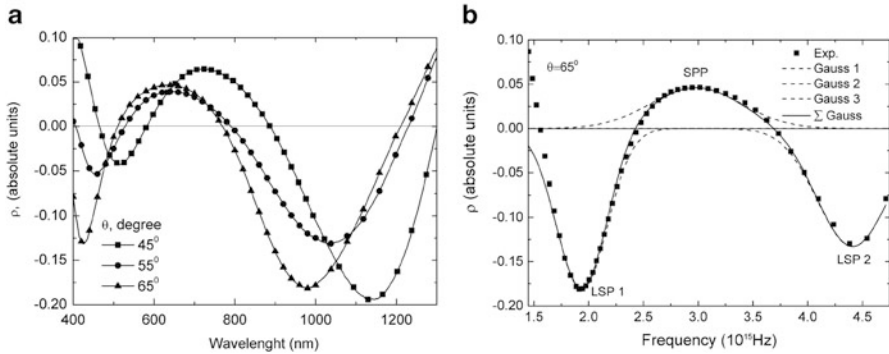 a
ρ, (absolute units)
0.10
0.05
0.00
-0.05
-0.10
-0.15
-0.20
θ, degree
45⁰
55⁰
65⁰
400
600
800
1000
1200
Wavelenght (nm)
b
ρ (absolute units)
0.10
0.05
0.00
-0.05
-0.10
-0.15
-0.20
θ=65⁰
SPP
Exp.
Gauss 1
Gauss 2
Gauss 3
Σ Gauss
LSP 1
LSP 2
1.5
2.0
2.5
3.0
3.5
4.0
4.5
Frequency (10¹⁵Hz)